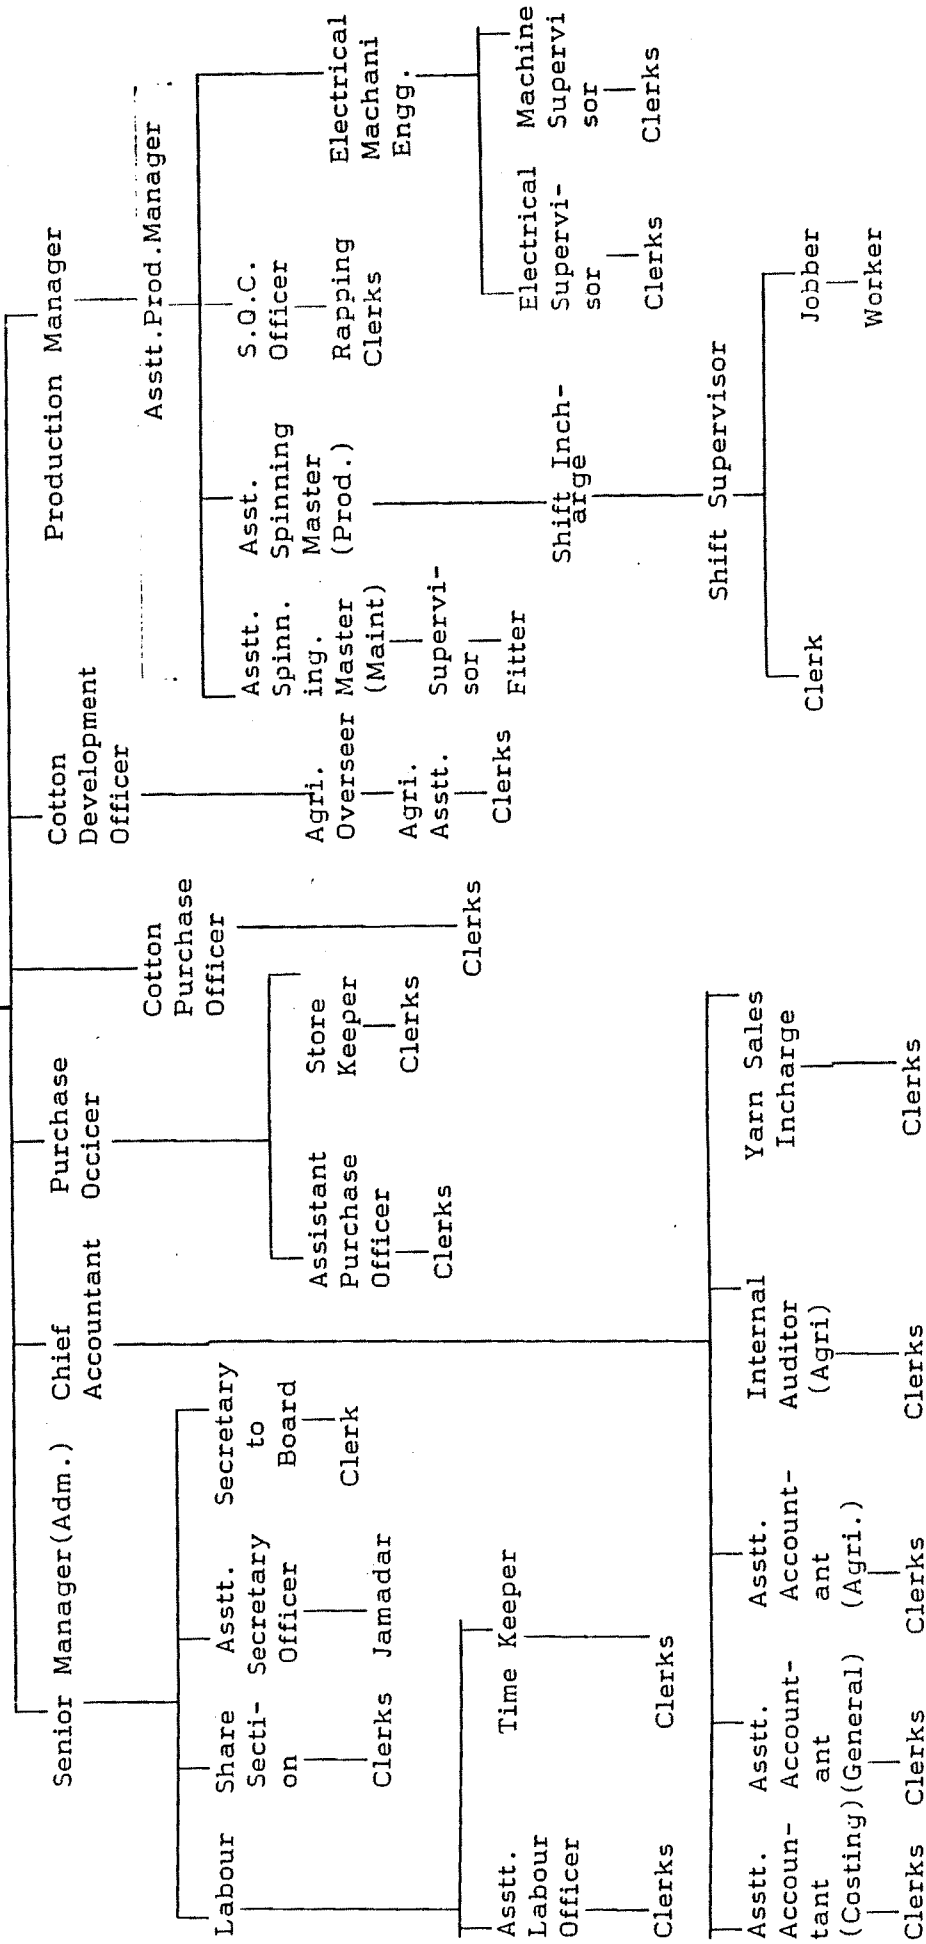 Production Manager
Cotton
Development
Officer
Cotton
Purchase
Officer
Purchase
Occicer
Chief
Accountant
Senior Manager(Adm.)
Asstt.Prod.Manager
Asstt.
Spinn.
ing.
Master
(Maint)
Supervi-
sor
Fitter
Asst.
Spinning
Master
(Prod.)
Shift Inch-
arge
Shift Supervisor
Clerk
Jobber
Worker
S.Q.C.
Officer
Rapping
Clerks
Electrical
Machani
Engg.
Electrical
Supervi-
sor
Clerks
Machine
Supervi
sor
Clerks
Agri.
Overseer
Agri.
Asstt.
Clerks
Clerks
Assistant
Purchase
Officer
Clerks
Store
Keeper
Clerks
Labour
Share
Secti-
on
Clerks
Asstt.
Secretary
Officer
Jamadar
Secretary
to
Board
Clerk
Asstt.
Labour
Officer
Clerks
Time Keeper
Clerks
Asstt.
Accoun-
tant
(Costing)
Clerks
Asstt.
Account-
ant
(General)
Clerks
Asstt.
Account-
ant
(Agri.)
Clerks
Internal
Auditor
(Agri)
Clerks
Yarn Sales
Incharge
Clerks